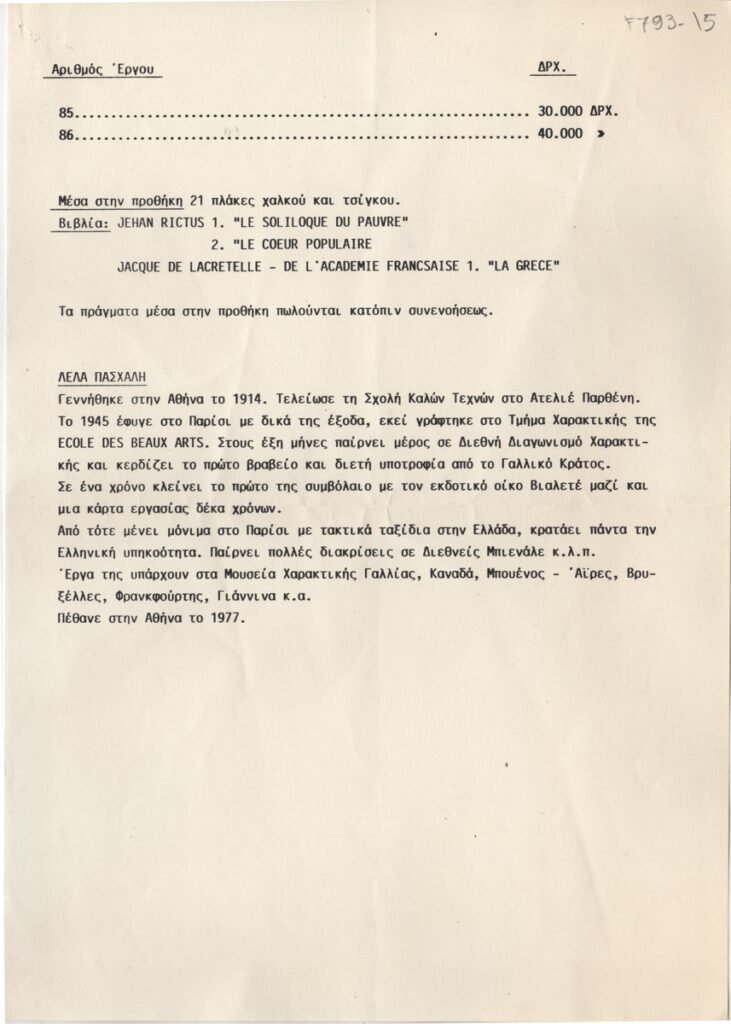 F793-15
Αριθμός Έργου ΔΡΧ.
85.............................................................. 30.000 ΔΡΧ.
86.............................................................. 40.000 »
Μέσα στην προθήκη 21 πλάκες χαλκού και τσίγκου.
Βιβλία: JEHAN RICTUS 1. "LE SOLILOQUE DU PAUVRE"
2. "LE COEUR POPULAIRE
JACQUE DE LACRETELLE - DE L'ACADEMIE FRANCSAISE 1. "LA GRECE"
Τα πράγματα μέσα στην προθήκη πωλούνται κατόπιν συνενοήσεως.
ΛΕΛΑ ΠΑΣΧΑΛΗ
Γεννήθηκε στην Αθήνα το 1914. Τελείωσε τη Σχολή Καλών Τεχνών στο Ατελιέ Παρθένη.
Το 1945 έφυγε στο Παρίσι με δικά της έξοδα, εκεί γράφτηκε στο Τμήμα Χαρακτικής της
ECOLE DES BEAUX ARTS. Στους έξη μήνες παίρνει μέρος σε Διεθνή Διαγωνισμό Χαρακτι-
κής και κερδίζει το πρώτο βραβείο και διετή υποτροφία από το Γαλλικό Κράτος.
Σε ένα χρόνο κλείνει το πρώτο της συμβόλαιο με τον εκδοτικό οίκο Βιαλετέ μαζί και
μια κάρτα εργασίας δέκα χρόνων.
Από τότε μένει μόνιμα στο Παρίσι με τακτικά ταξίδια στην Ελλάδα, κρατάει πάντα την
Ελληνική υπηκοότητα. Παίρνει πολλές διακρίσεις σε Διεθνείς Μπιενάλε κ.λ.π.
Έργα της υπάρχουν στα Μουσεία Χαρακτικής Γαλλίας, Καναδά, Μπουένος - Άϊρες, Βρυ-
ξέλλες, Φρανκφούρτης, Γιάννινα κ.α.
Πέθανε στην Αθήνα το 1977.